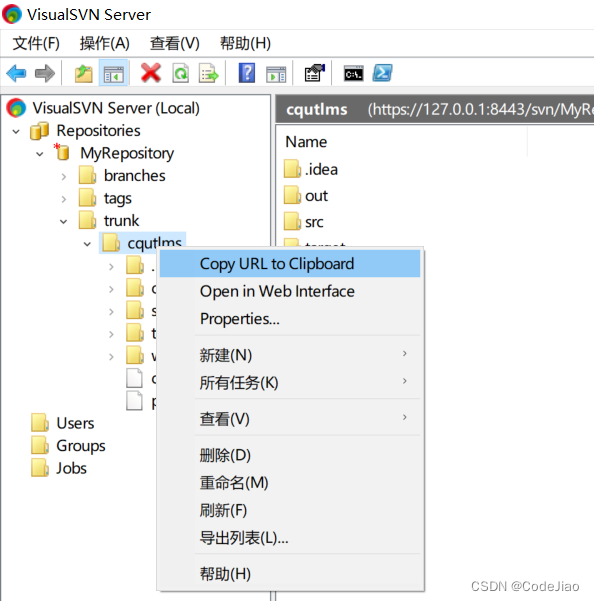 VisualSVN Server
文件(F) 操作(A) 查看(V) 帮助(H)
VisualSVN Server (Local)
Repositories
MyRepository
branches
tags
trunk
cqutlms
Users
Groups
Jobs
cqutlms (https://127.0.0.1:8443/svn/MyRe
Name
.idea
out
src
Copy URL to Clipboard
Open in Web Interface
Properties...
新建(N)
所有任务(K)
查看(V)
删除(D)
重命名(M)
刷新(F)
导出列表(L)...
帮助(H)
CSDN @CodeJiao